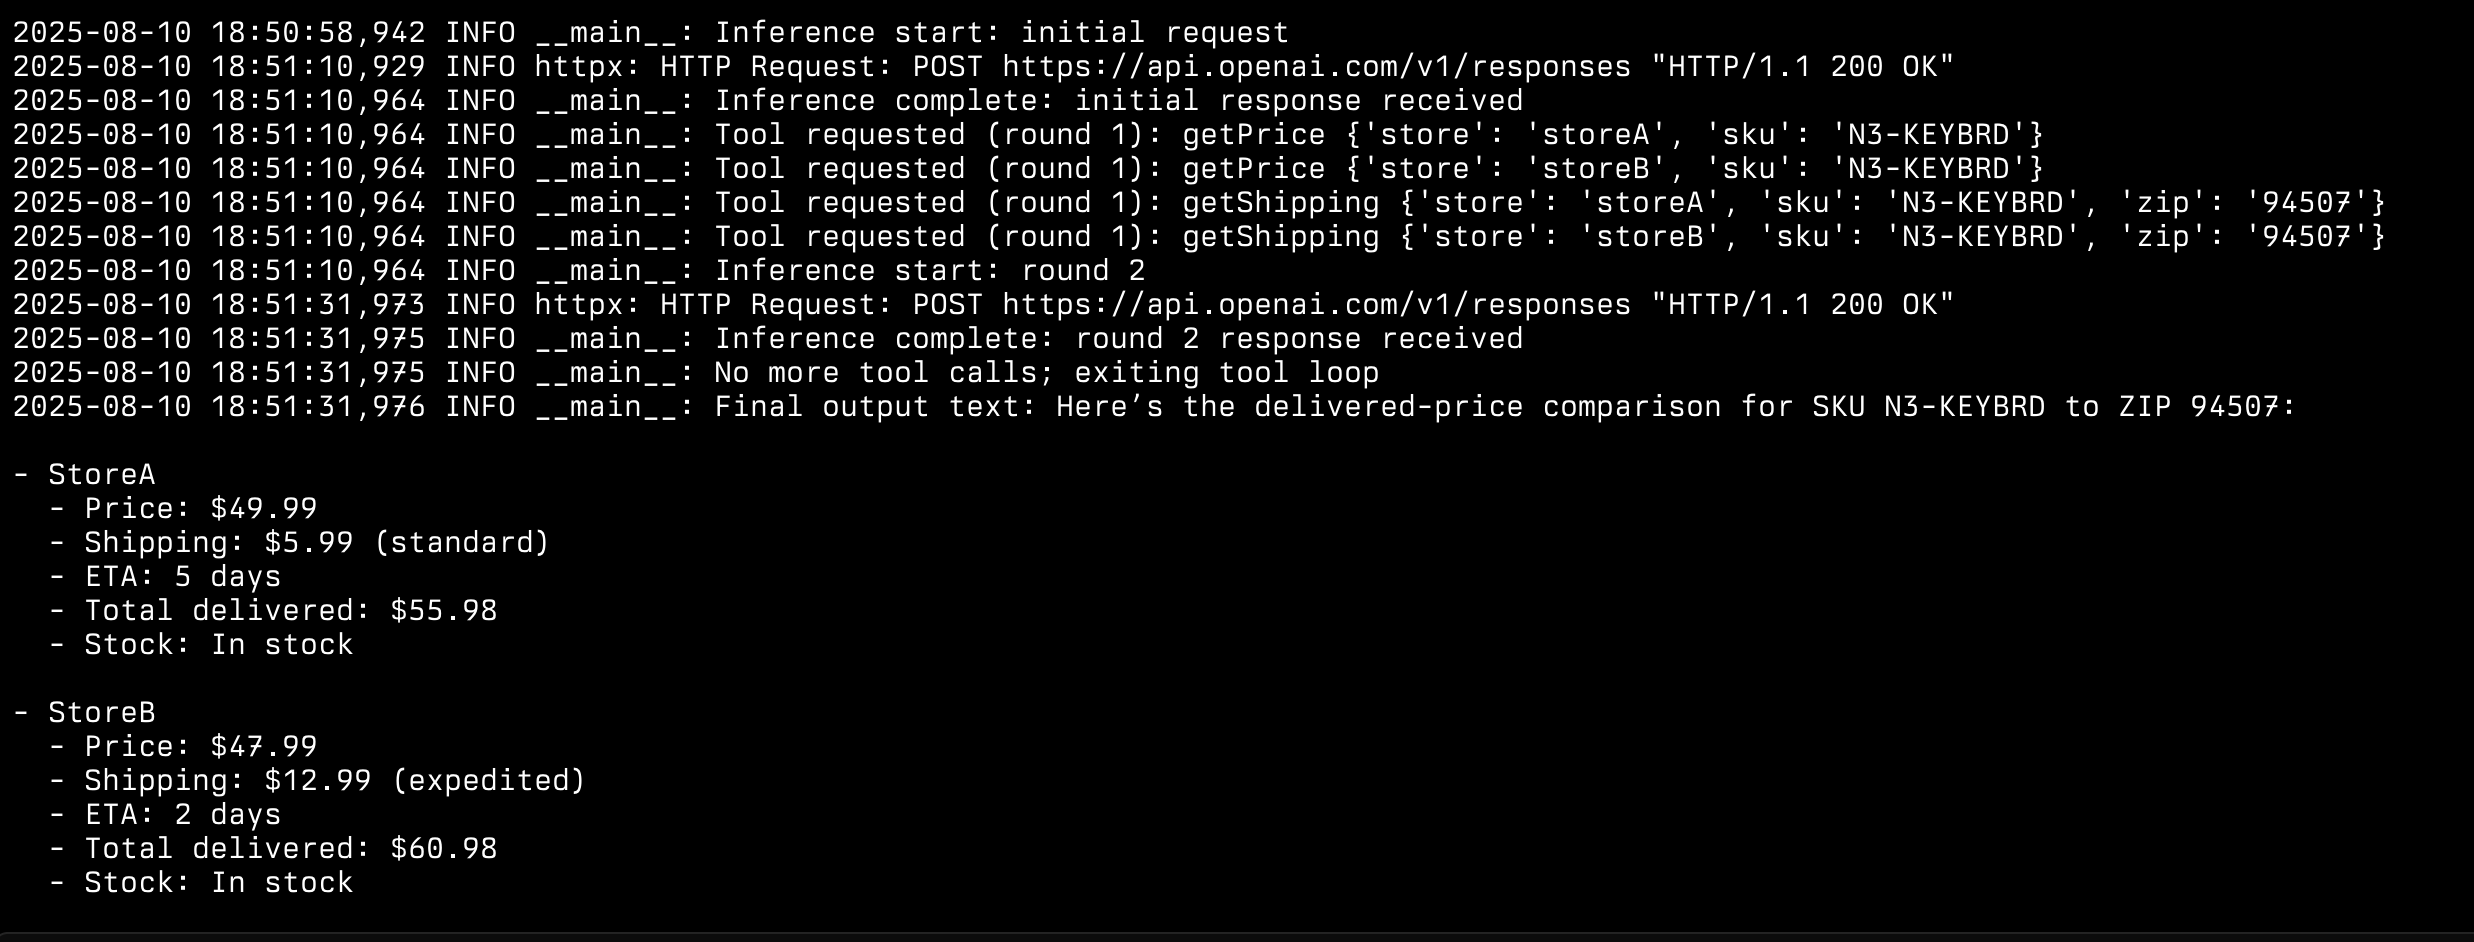 2025-08-10 18:50:58,942 INFO __main__: Inference start: initial request
2025-08-10 18:51:10,929 INFO httpx: HTTP Request: POST https://api.openai.com/v1/responses "HTTP/1.1 200 OK"
2025-08-10 18:51:10,964 INFO __main__: Inference complete: initial response received
2025-08-10 18:51:10,964 INFO __main__: Tool requested (round 1): getPrice {'store': 'storeA', 'sku': 'N3-KEYBRD'}
2025-08-10 18:51:10,964 INFO __main__: Tool requested (round 1): getPrice {'store': 'storeB', 'sku': 'N3-KEYBRD'}
2025-08-10 18:51:10,964 INFO __main__: Tool requested (round 1): getShipping {'store': 'storeA', 'sku': 'N3-KEYBRD', 'zip': '94507'}
2025-08-10 18:51:10,964 INFO __main__: Tool requested (round 1): getShipping {'store': 'storeB', 'sku': 'N3-KEYBRD', 'zip': '94507'}
2025-08-10 18:51:10,964 INFO __main__: Inference start: round 2
2025-08-10 18:51:31,973 INFO httpx: HTTP Request: POST https://api.openai.com/v1/responses "HTTP/1.1 200 OK"
2025-08-10 18:51:31,975 INFO __main__: Inference complete: round 2 response received
2025-08-10 18:51:31,975 INFO __main__: No more tool calls; exiting tool loop
2025-08-10 18:51:31,976 INFO __main__: Final output text: Here’s the delivered-price comparison for SKU N3-KEYBRD to ZIP 94507:

- StoreA
  - Price: $49.99
  - Shipping: $5.99 (standard)
  - ETA: 5 days
  - Total delivered: $55.98
  - Stock: In stock

- StoreB
  - Price: $47.99
  - Shipping: $12.99 (expedited)
  - ETA: 2 days
  - Total delivered: $60.98
  - Stock: In stock